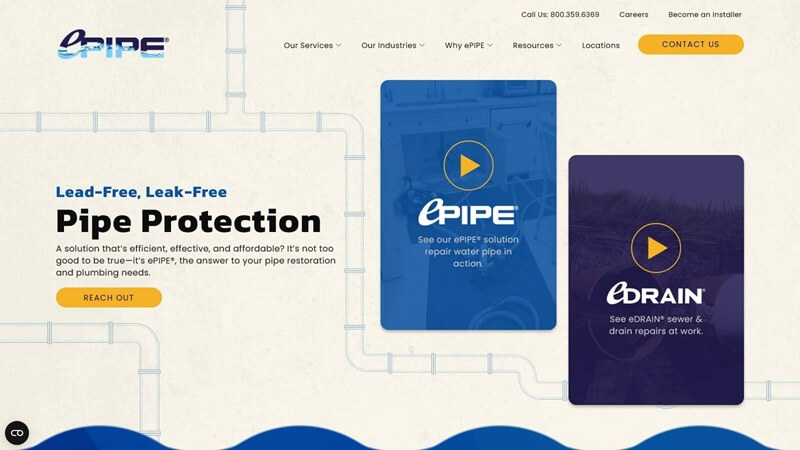 Call Us: 800.359.6369 Careers Become an Installer
ePIPE®
Our Services Our Industries Why ePIPE Resources Locations CONTACT US
Lead-Free, Leak-Free
Pipe Protection
A solution that's efficient, effective, and affordable? It's not too
good to be true—it's ePIPE®, the answer to your pipe restoration
and plumbing needs.
REACH OUT
ePIPE®
See our ePIPE® solution
repair water pipe in
action.
eDRAIN®
See eDRAIN® sewer &
drain repairs at work.